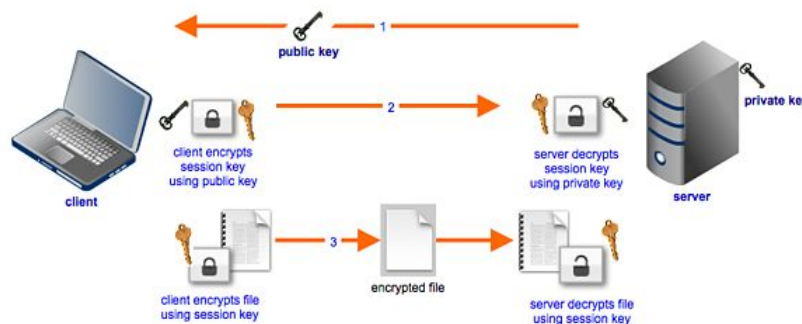 1
public key
private ke
2
client encrypts
session key
using public key
server decrypts
session key
using private key
client
server
3
encrypted file
client encrypts file
using session key
server decrypts file
using session key